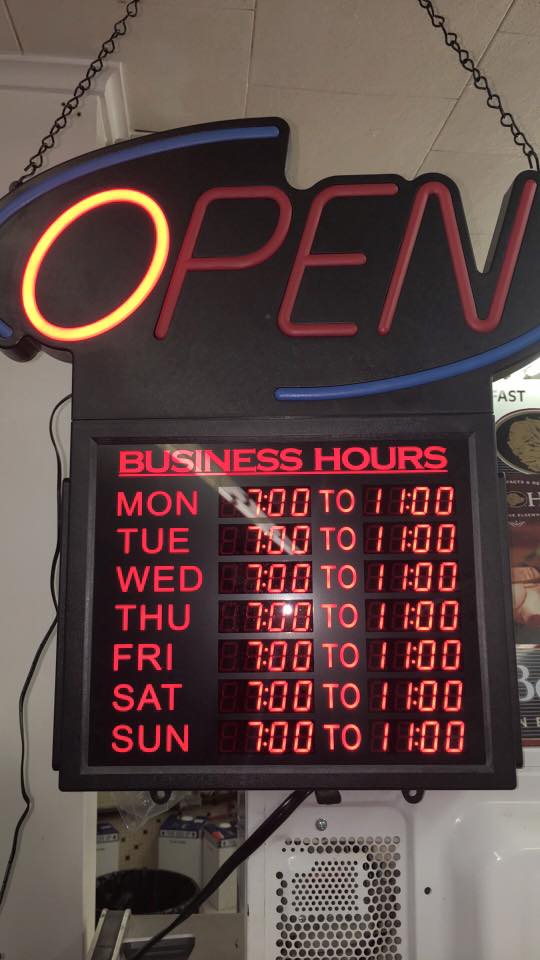 OPEN
BUSINESS HOURS
MON 7:00 TO 11:00
TUE 7:00 TO 11:00
WED 7:00 TO 11:00
THU 7:00 TO 11:00
FRI 7:00 TO 11:00
SAT 7:00 TO 11:00
SUN 7:00 TO 11:00
FAST